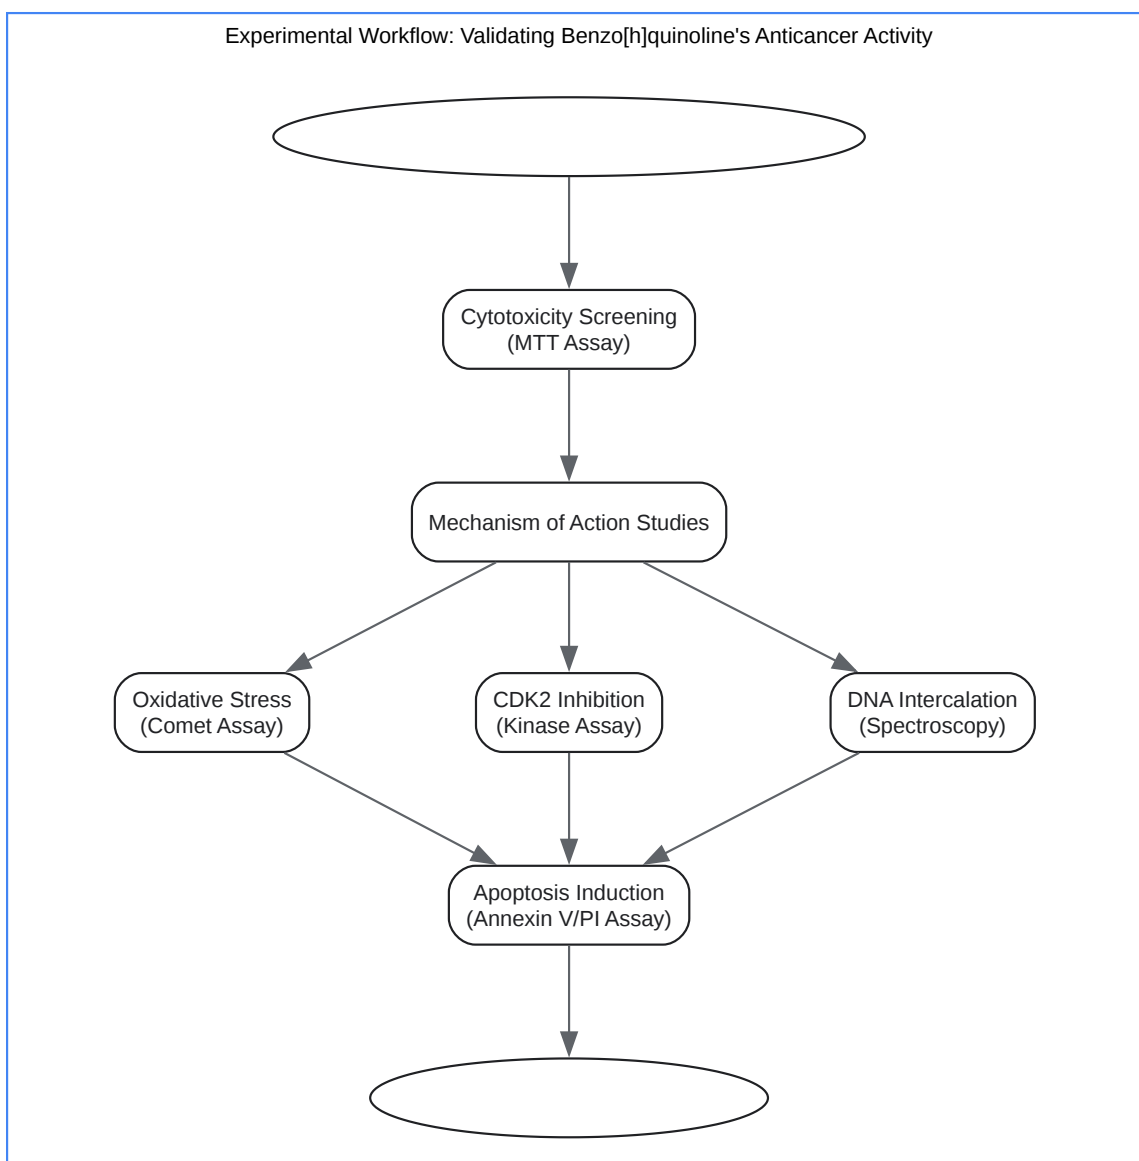 Experimental Workflow: Validating Benzo[h]quinoline's Anticancer Activity
Cytotoxicity Screening
(MTT Assay)
Mechanism of Action Studies
Oxidative Stress
(Comet Assay)
CDK2 Inhibition
(Kinase Assay)
DNA Intercalation
(Spectroscopy)
Apoptosis Induction
(Annexin V/PI Assay)